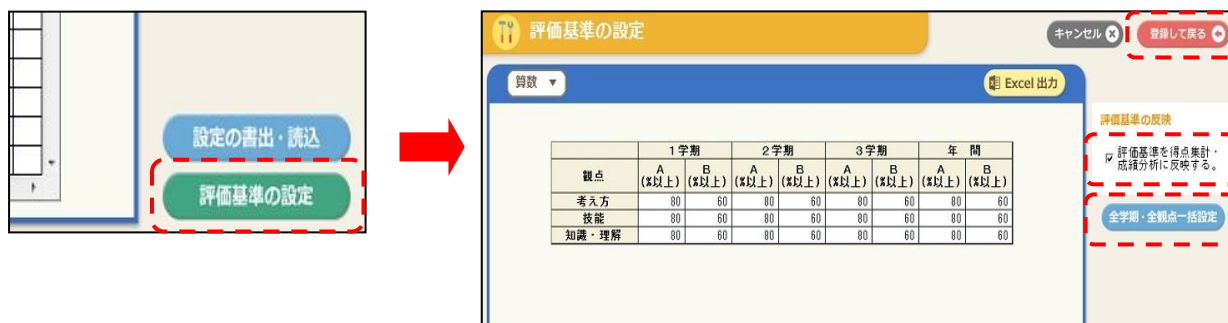 設定の書出・読込
評価基準の設定
評価基準の設定
キャンセル
登録して戻る
算数 ▼
Excel 出力
評価基準の反映
評価基準を得点集計・
成績分析に反映する。
全学期・全観点一括設定
観点 1学期 2学期 3学期 年 間
A (%以上) B (%以上) A (%以上) B (%以上) A (%以上) B (%以上) A (%以上) B (%以上)
考え方 80 60 80 60 80 60 80 60
技能 80 60 80 60 80 60 80 60
知識・理解 80 60 80 60 80 60 80 60